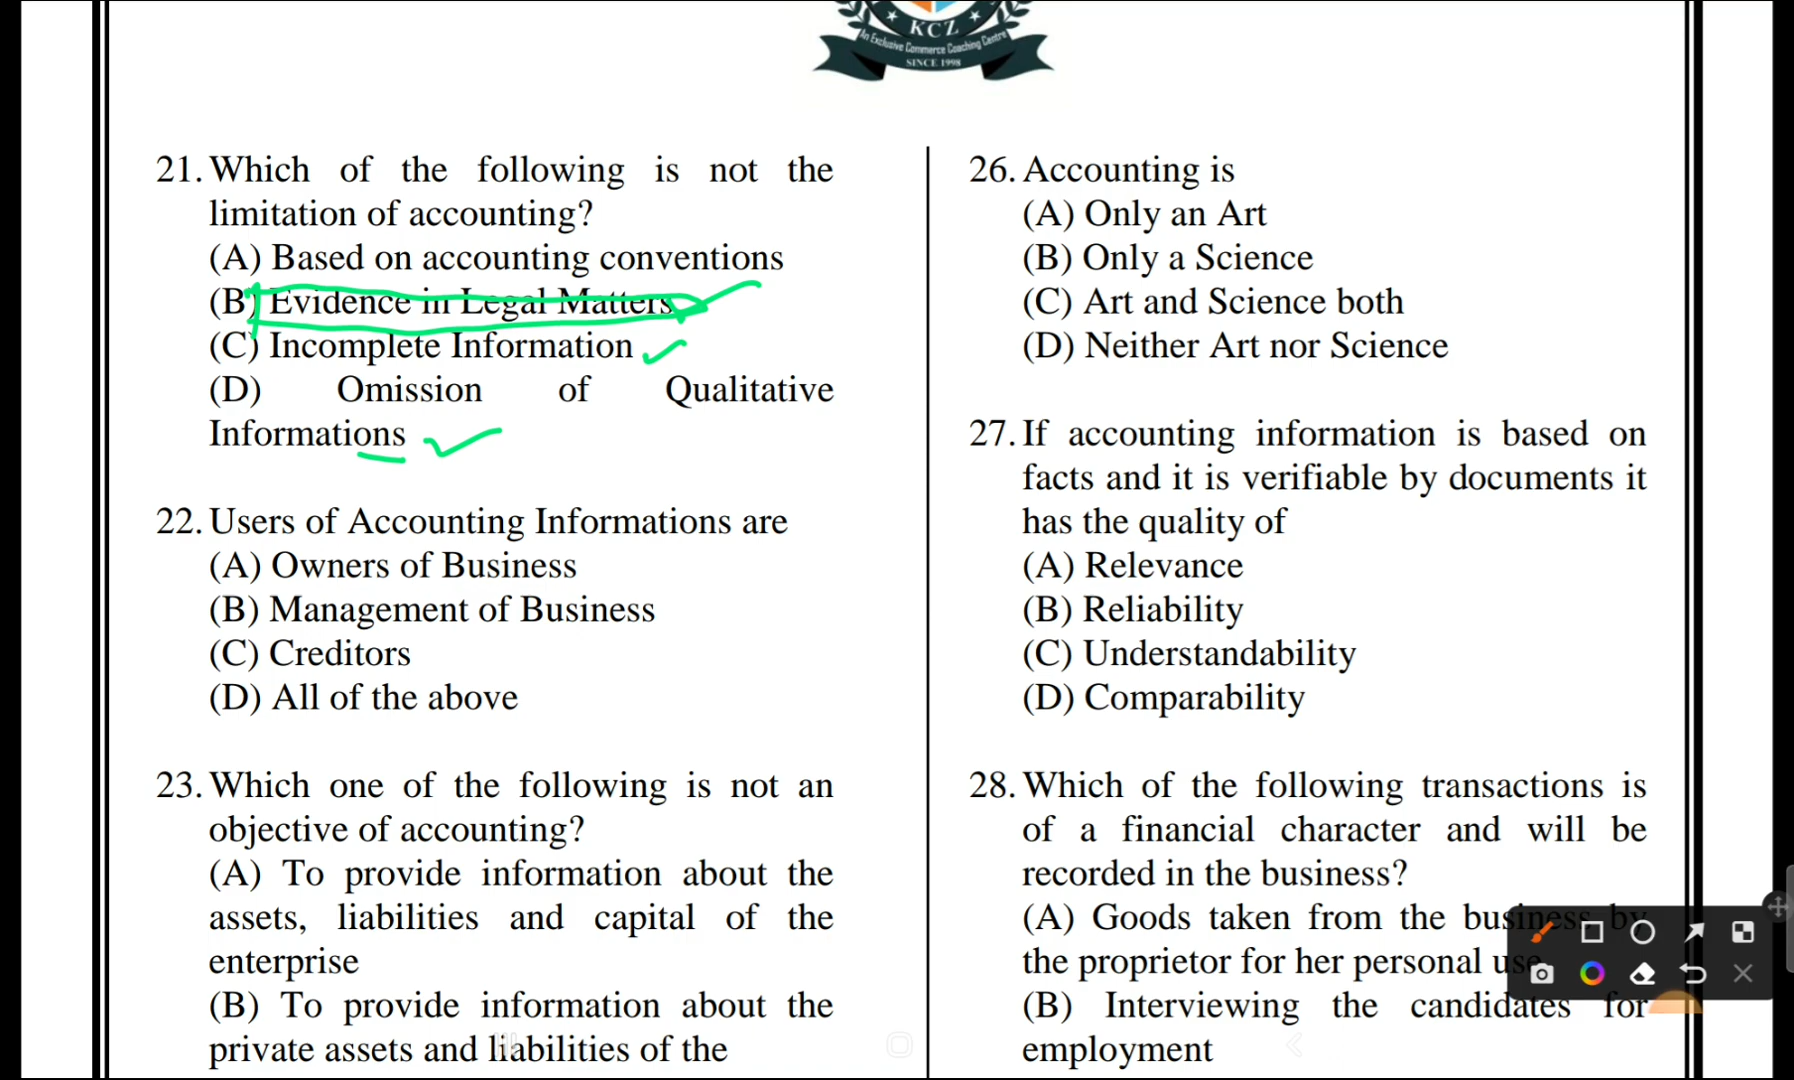 KCZ
An Exclusive Commerce Coaching Centre
SINCE 1998
21. Which of the following is not the
limitation of accounting?
(A) Based on accounting conventions
(B) Evidence in Legal Matters
(C) Incomplete Information
(D) Omission of Qualitative
Informations
22. Users of Accounting Informations are
(A) Owners of Business
(B) Management of Business
(C) Creditors
(D) All of the above
23. Which one of the following is not an
objective of accounting?
(A) To provide information about the
assets, liabilities and capital of the
enterprise
(B) To provide information about the
private assets and liabilities of the
26. Accounting is
(A) Only an Art
(B) Only a Science
(C) Art and Science both
(D) Neither Art nor Science
27. If accounting information is based on
facts and it is verifiable by documents it
has the quality of
(A) Relevance
(B) Reliability
(C) Understandability
(D) Comparability
28. Which of the following transactions is
of a financial character and will be
recorded in the business?
(A) Goods taken from the business by
the proprietor for her personal use
(B) Interviewing the candidates for
employment